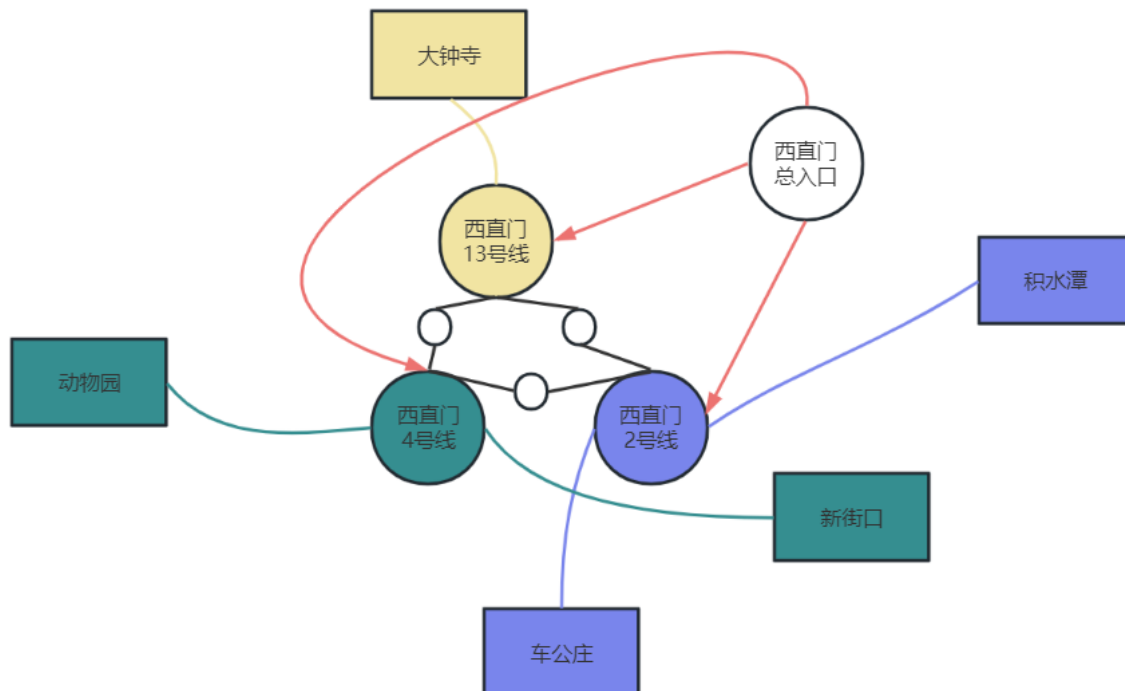 大钟寺
西直门
总入口
西直门
13号线
积水潭
动物园
西直门
4号线
西直门
2号线
新街口
车公庄